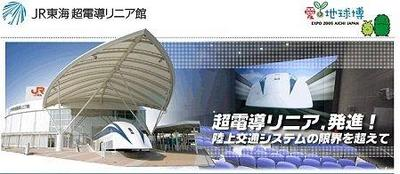 JR東海 超電導リニア館
愛・地球博
EXPO 2005 AICHI JAPAN
JR
超電導リニア、発進！
陸上交通システムの限界を超えて